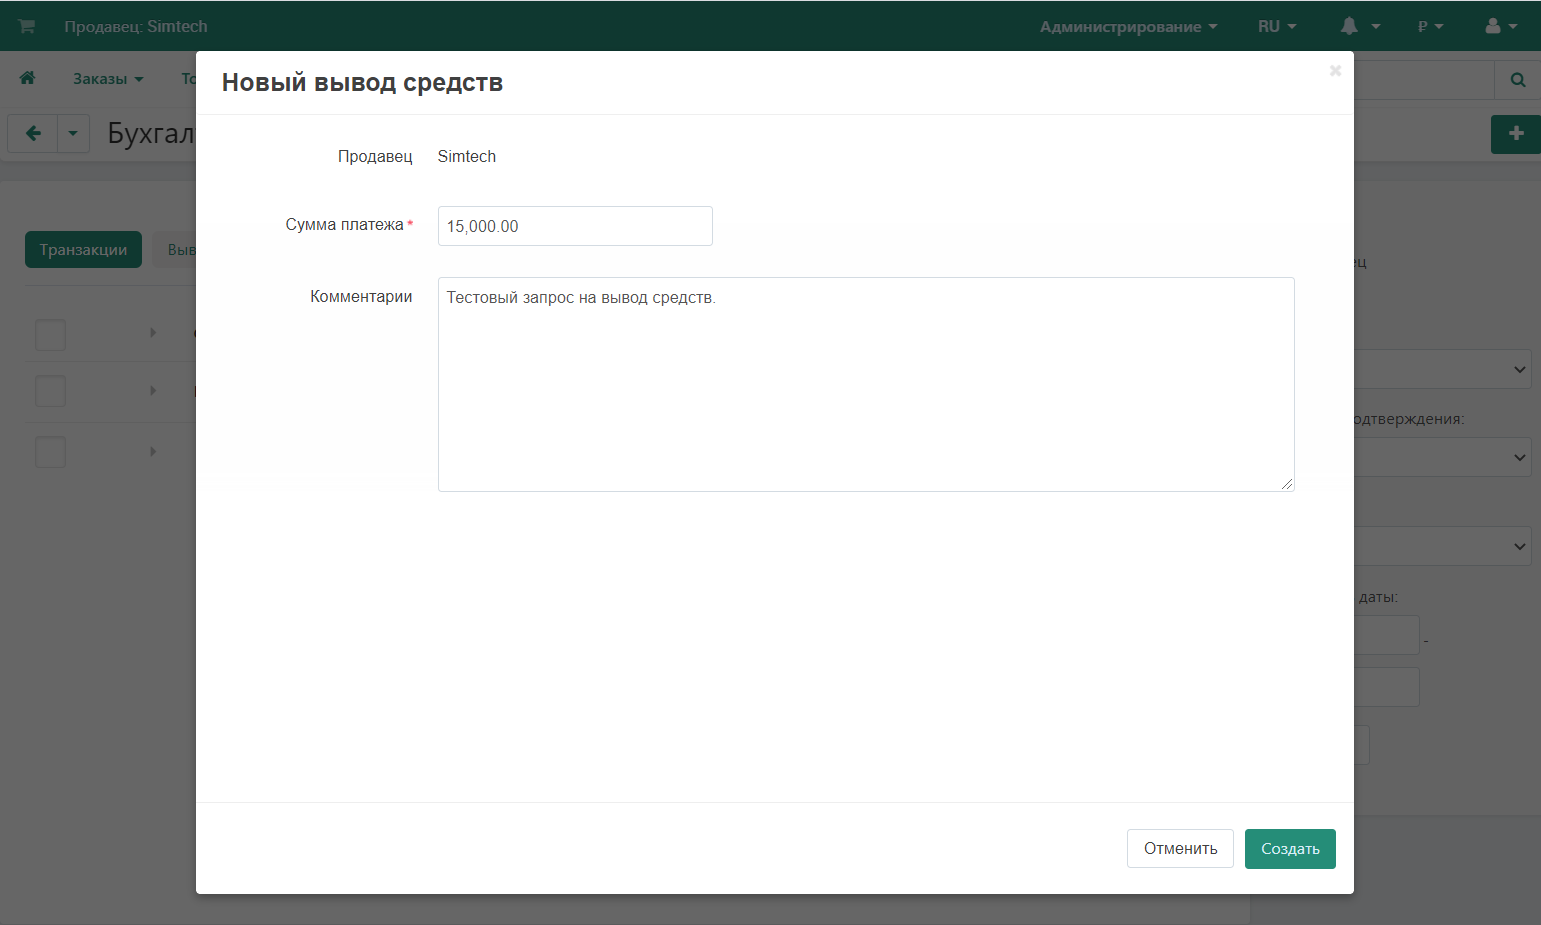 Продавец: Simtech
Администрирование
RU
₽
Новый вывод средств
Заказы
Бухгал
Продавец
Simtech
Сумма платежа*
15,000.00
Транзакции
Выв
ец
Комментарии
Тестовый запрос на вывод средств.
одтверждения:
даты:
-
Отменить
Создать